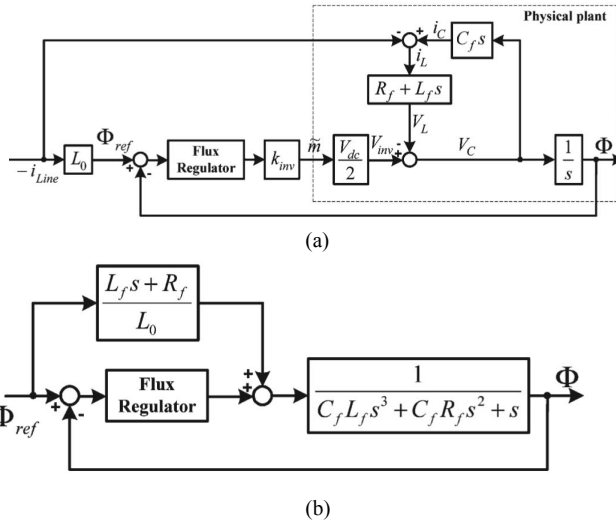 Physical plant
- + i_C C_f s
i_L
R_f + L_f s
V_L
-i_Line L_0 Φ_ref + - Flux Regulator k_inv m̃ V_dc/2 V_inv - + V_C 1/s Φ
(a)
(L_f s + R_f)/L_0
Φ_ref + - Flux Regulator + + 1/(C_f L_f s^3 + C_f R_f s^2 + s) Φ
(b)